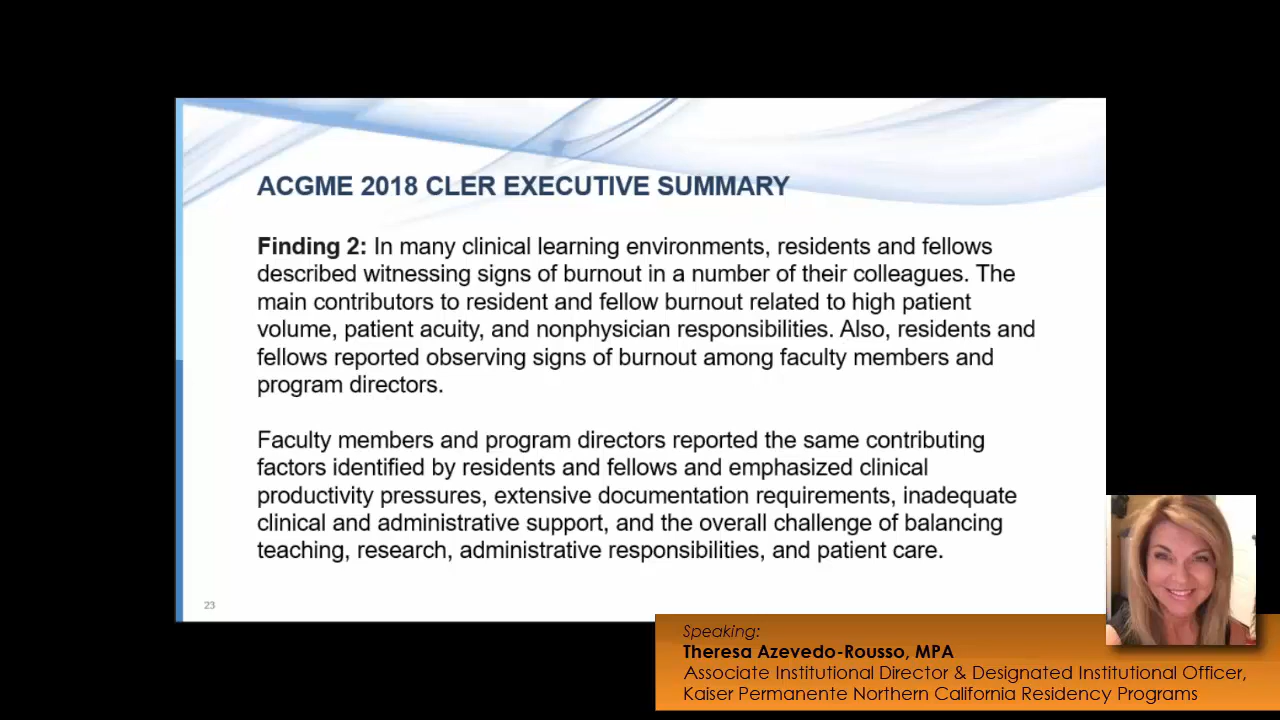 ACGME 2018 CLER EXECUTIVE SUMMARY
Finding 2: In many clinical learning environments, residents and fellows
described witnessing signs of burnout in a number of their colleagues. The
main contributors to resident and fellow burnout related to high patient
volume, patient acuity, and nonphysician responsibilities. Also, residents and
fellows reported observing signs of burnout among faculty members and
program directors.
Faculty members and program directors reported the same contributing
factors identified by residents and fellows and emphasized clinical
productivity pressures, extensive documentation requirements, inadequate
clinical and administrative support, and the overall challenge of balancing
teaching, research, administrative responsibilities, and patient care.
23
Speaking:
Theresa Azevedo-Rousso, MPA
Associate Institutional Director & Designated Institutional Officer,
Kaiser Permanente Northern California Residency Programs